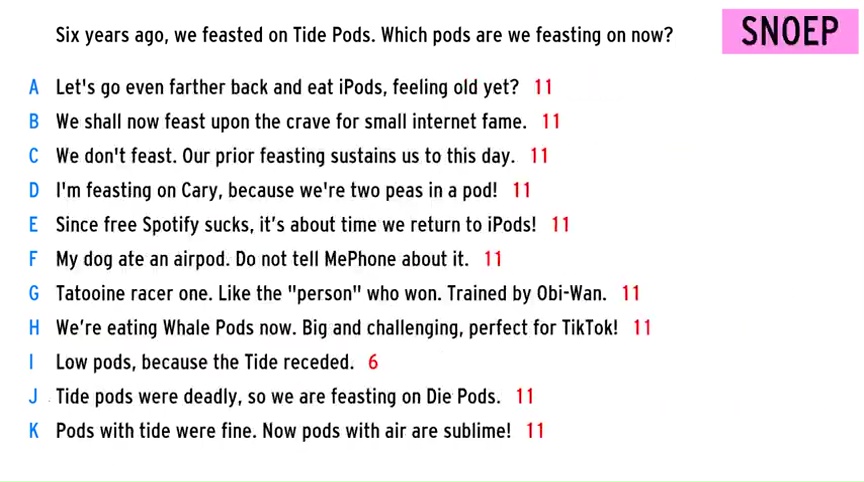 Six years ago, we feasted on Tide Pods. Which pods are we feasting on now?
SNOEP
A Let's go even farther back and eat iPods, feeling old yet? 11
B We shall now feast upon the crave for small internet fame. 11
C We don't feast. Our prior feasting sustains us to this day. 11
D I'm feasting on Cary, because we're two peas in a pod! 11
E Since free Spotify sucks, it's about time we return to iPods! 11
F My dog ate an airpod. Do not tell MePhone about it. 11
G Tatooine racer one. Like the "person" who won. Trained by Obi-Wan. 11
H We're eating Whale Pods now. Big and challenging, perfect for TikTok! 11
I Low pods, because the Tide receded. 6
J Tide pods were deadly, so we are feasting on Die Pods. 11
K Pods with tide were fine. Now pods with air are sublime! 11